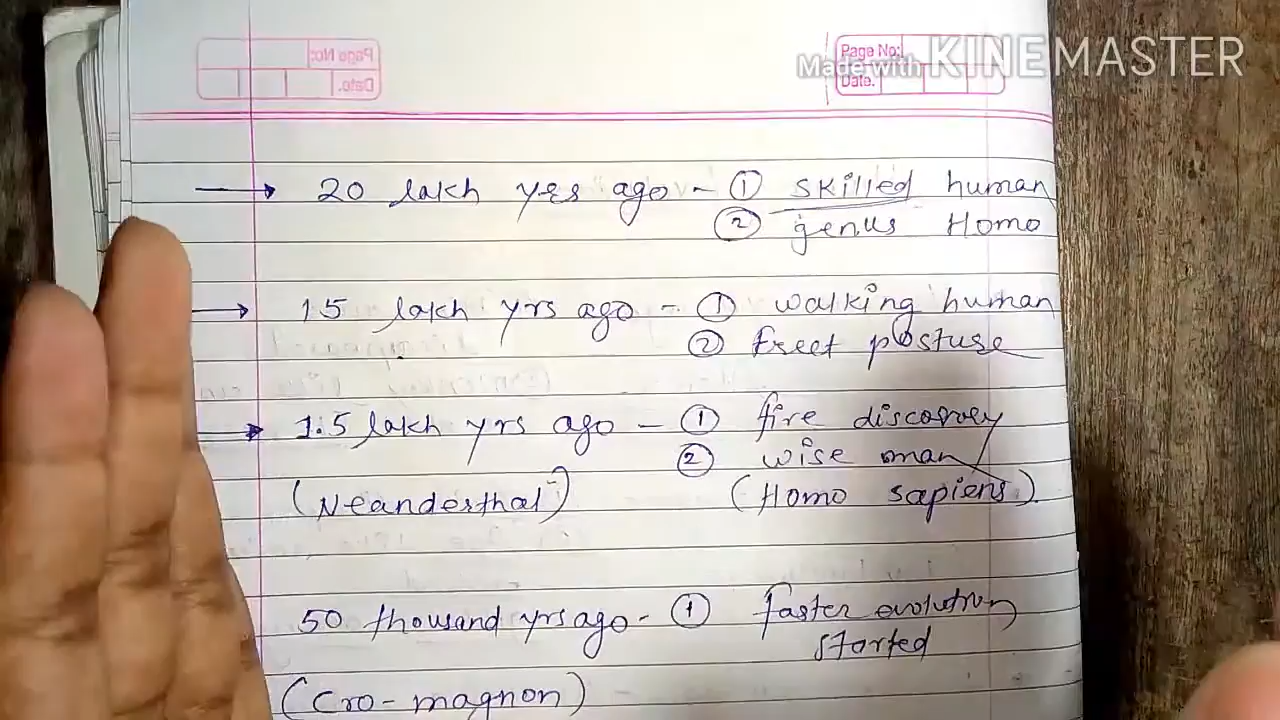 Page No:
Date.
Made with KINEMASTER
Page No:
Date.
20 lakh yrs ago - ① skilled human
② genus Homo
15 lakh yrs ago - ① walking human
② Erect posture
1.5 lakh yrs ago - ① fire discovrey
② wise man
(Neanderthal) (Homo sapiens).
50 thousand yrs ago - ① faster evolution
started
(Cro-magnon)